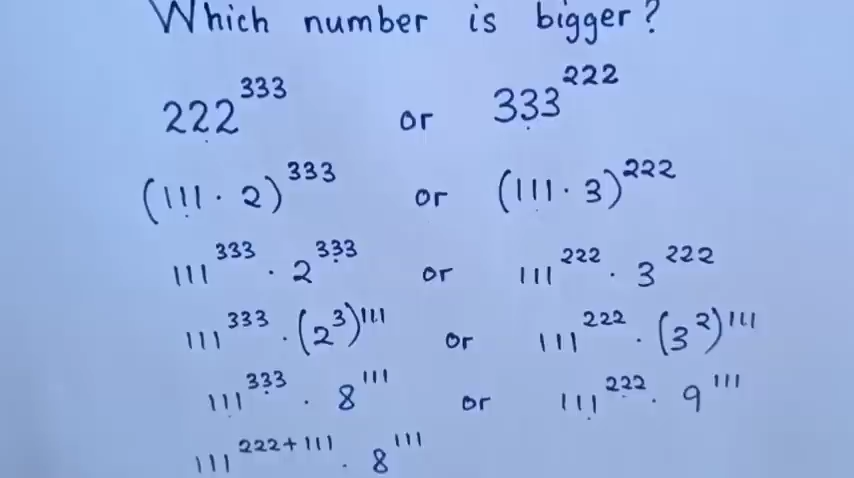 Which number is bigger?
222^333 or 333^222
(111 · 2)^333 or (111 · 3)^222
111^333 · 2^333 or 111^222 · 3^222
111^333 · (2^3)^111 or 111^222 · (3^2)^111
111^333 · 8^111 or 111^222 · 9^111
111^222+111 · 8^111